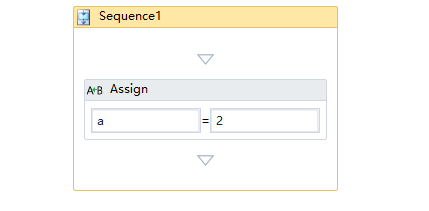 Sequence1
A+B Assign
a = 2